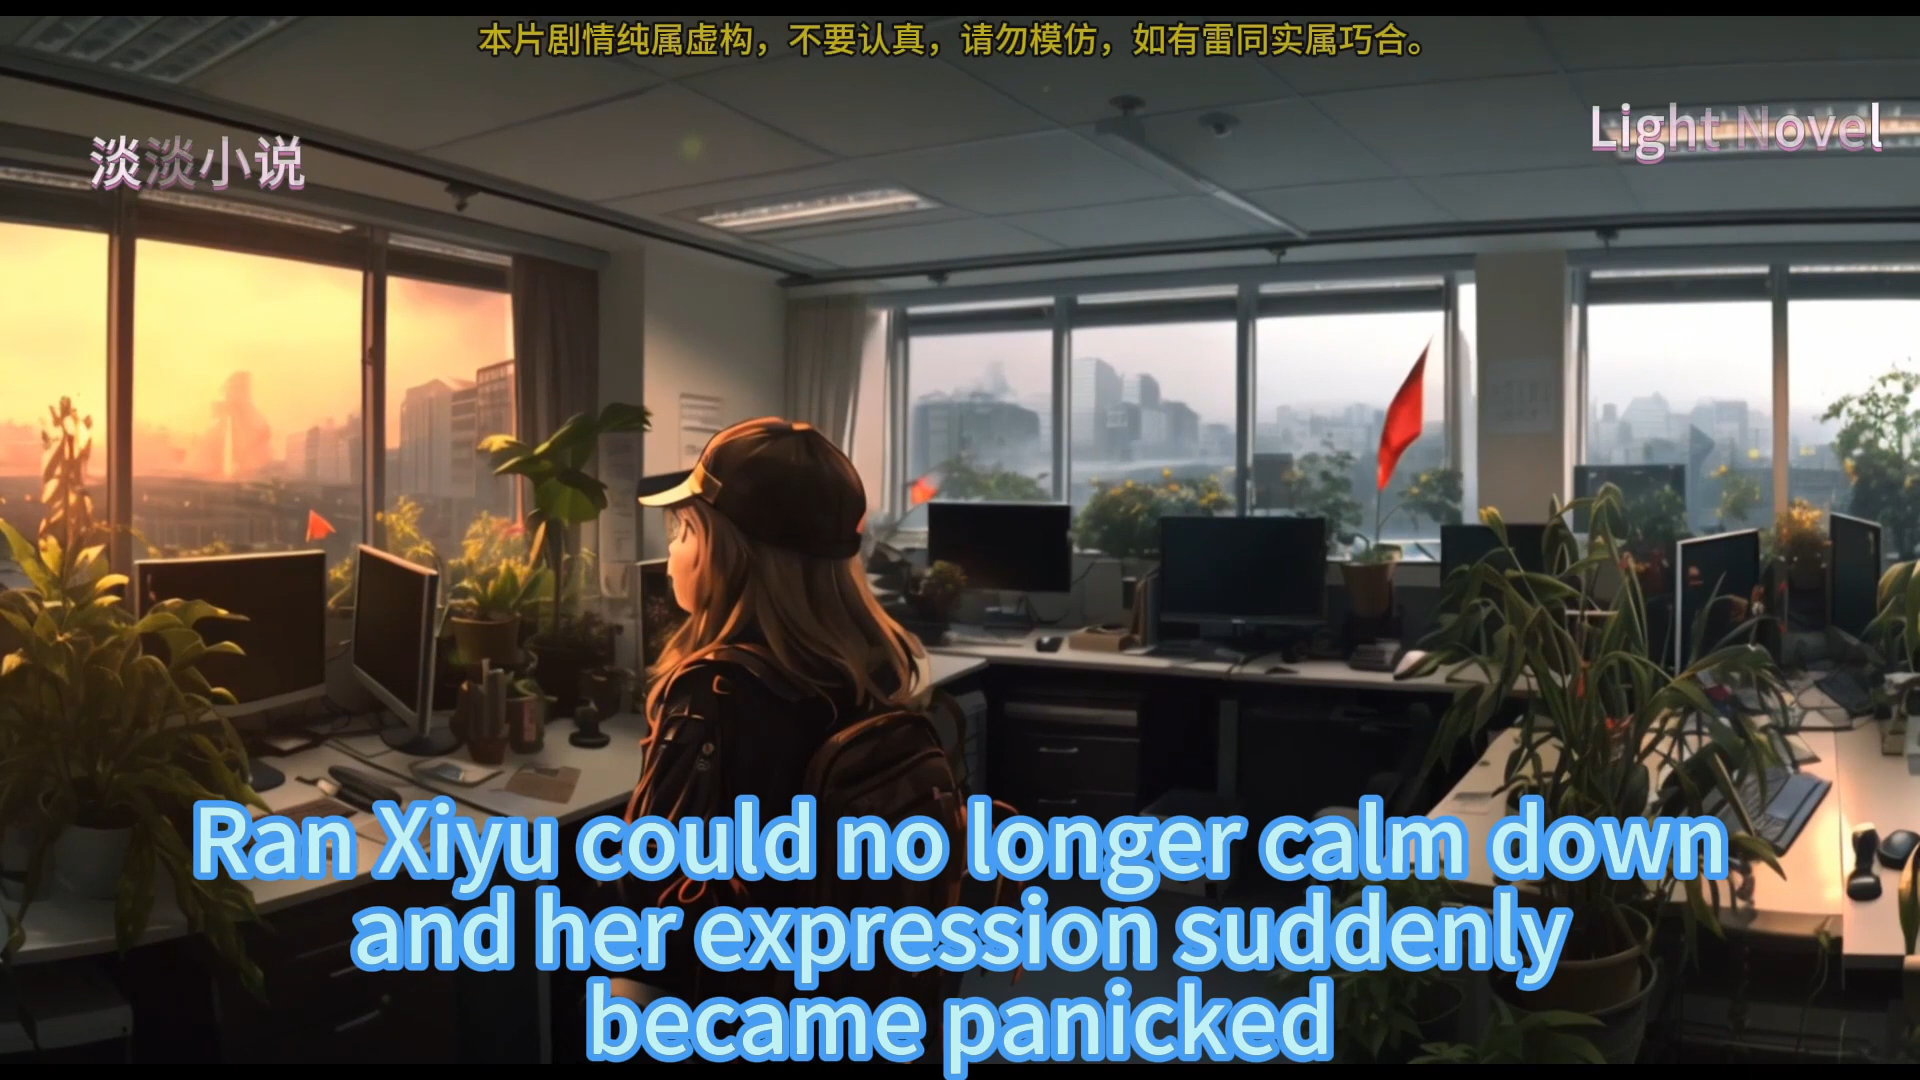 本片剧情纯属虚构，不要认真，请勿模仿，如有雷同实属巧合。
淡淡小说
Light Novel
Ran Xiyu could no longer calm down
and her expression suddenly
became panicked